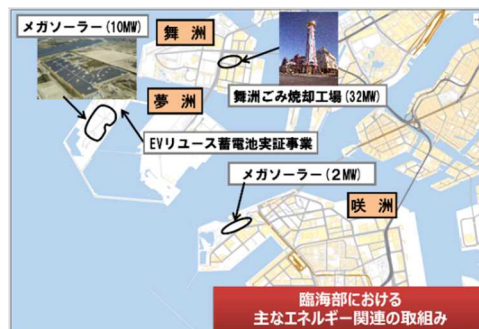 メガソーラー(10MW)
舞洲
夢洲
舞洲ごみ焼却工場(32MW)
EVリユース蓄電池実証事業
メガソーラー(2MW)
咲洲
臨海部における
主なエネルギー関連の取組み